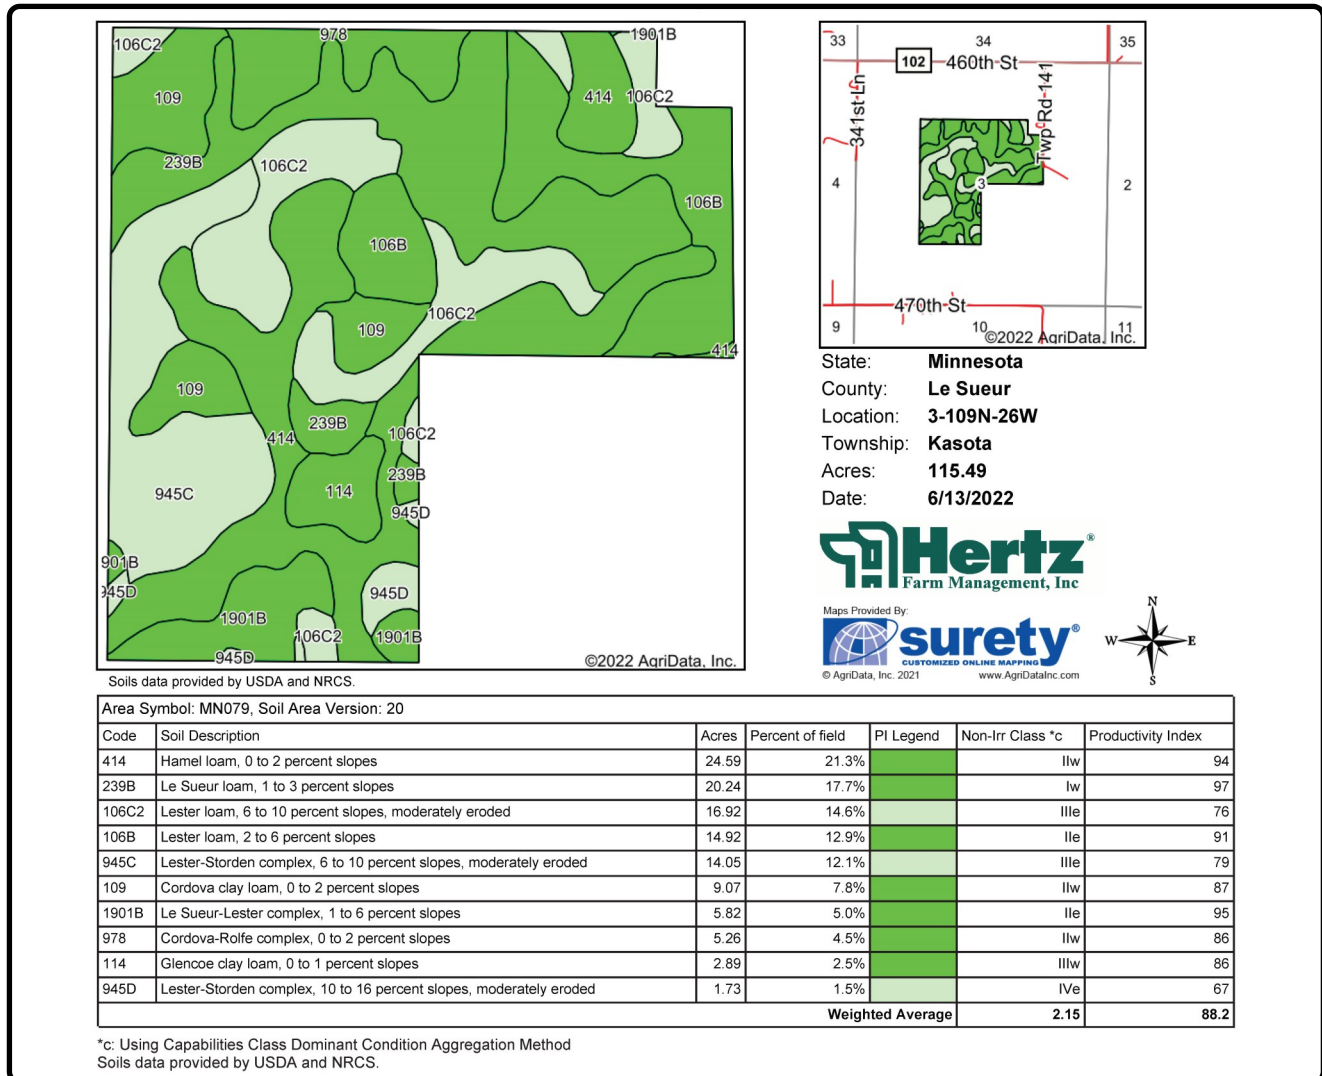 106C2
978
1901B
109
414
106C2
239B
106C2
106B
106B
109
106C2
414
109
239B
414
106C2
239B
945C
114
945D
901B
945D
945D
1901B
106C2
1901B
945D
©2022 AgriData, Inc.
Soils data provided by USDA and NRCS.
33
34
35
102
460th St
341st Ln
Twp Rd 141
4
3
2
470th St
9
10
11
©2022 AgriData, Inc.
State: Minnesota
County: Le Sueur
Location: 3-109N-26W
Township: Kasota
Acres: 115.49
Date: 6/13/2022
Hertz®
Farm Management, Inc
Maps Provided By:
surety®
CUSTOMIZED ONLINE MAPPING
© AgriData, Inc. 2021 www.AgriDataInc.com
N
W E
S
Area Symbol: MN079, Soil Area Version: 20
Code Soil Description Acres Percent of field PI Legend Non-Irr Class *c Productivity Index
414 Hamel loam, 0 to 2 percent slopes 24.59 21.3% IIw 94
239B Le Sueur loam, 1 to 3 percent slopes 20.24 17.7% Iw 97
106C2 Lester loam, 6 to 10 percent slopes, moderately eroded 16.92 14.6% IIIe 76
106B Lester loam, 2 to 6 percent slopes 14.92 12.9% IIe 91
945C Lester-Storden complex, 6 to 10 percent slopes, moderately eroded 14.05 12.1% IIIe 79
109 Cordova clay loam, 0 to 2 percent slopes 9.07 7.8% IIw 87
1901B Le Sueur-Lester complex, 1 to 6 percent slopes 5.82 5.0% IIe 95
978 Cordova-Rolfe complex, 0 to 2 percent slopes 5.26 4.5% IIw 86
114 Glencoe clay loam, 0 to 1 percent slopes 2.89 2.5% IIIw 86
945D Lester-Storden complex, 10 to 16 percent slopes, moderately eroded 1.73 1.5% IVe 67
Weighted Average 2.15 88.2
*c: Using Capabilities Class Dominant Condition Aggregation Method
Soils data provided by USDA and NRCS.